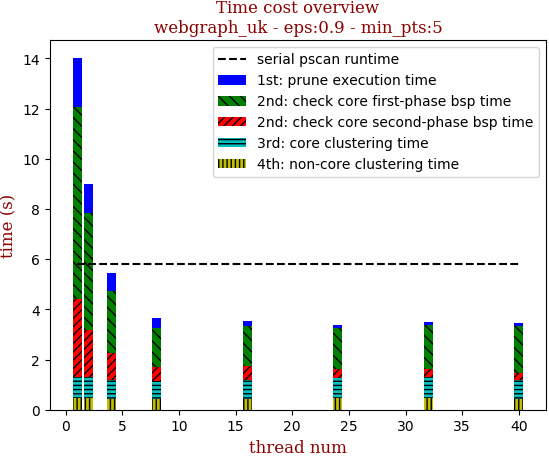 Time cost overview
webgraph_uk - eps:0.9 - min_pts:5
serial pscan runtime
1st: prune execution time
2nd: check core first-phase bsp time
2nd: check core second-phase bsp time
3rd: core clustering time
4th: non-core clustering time
time (s)
14
12
10
8
6
4
2
0
0 5 10 15 20 25 30 35 40
thread num